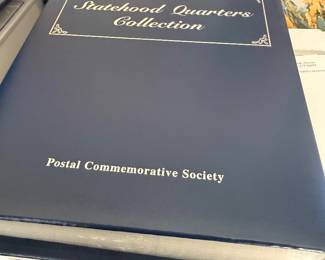 Statehood Quarters
Collection
Postal Commemorative Society